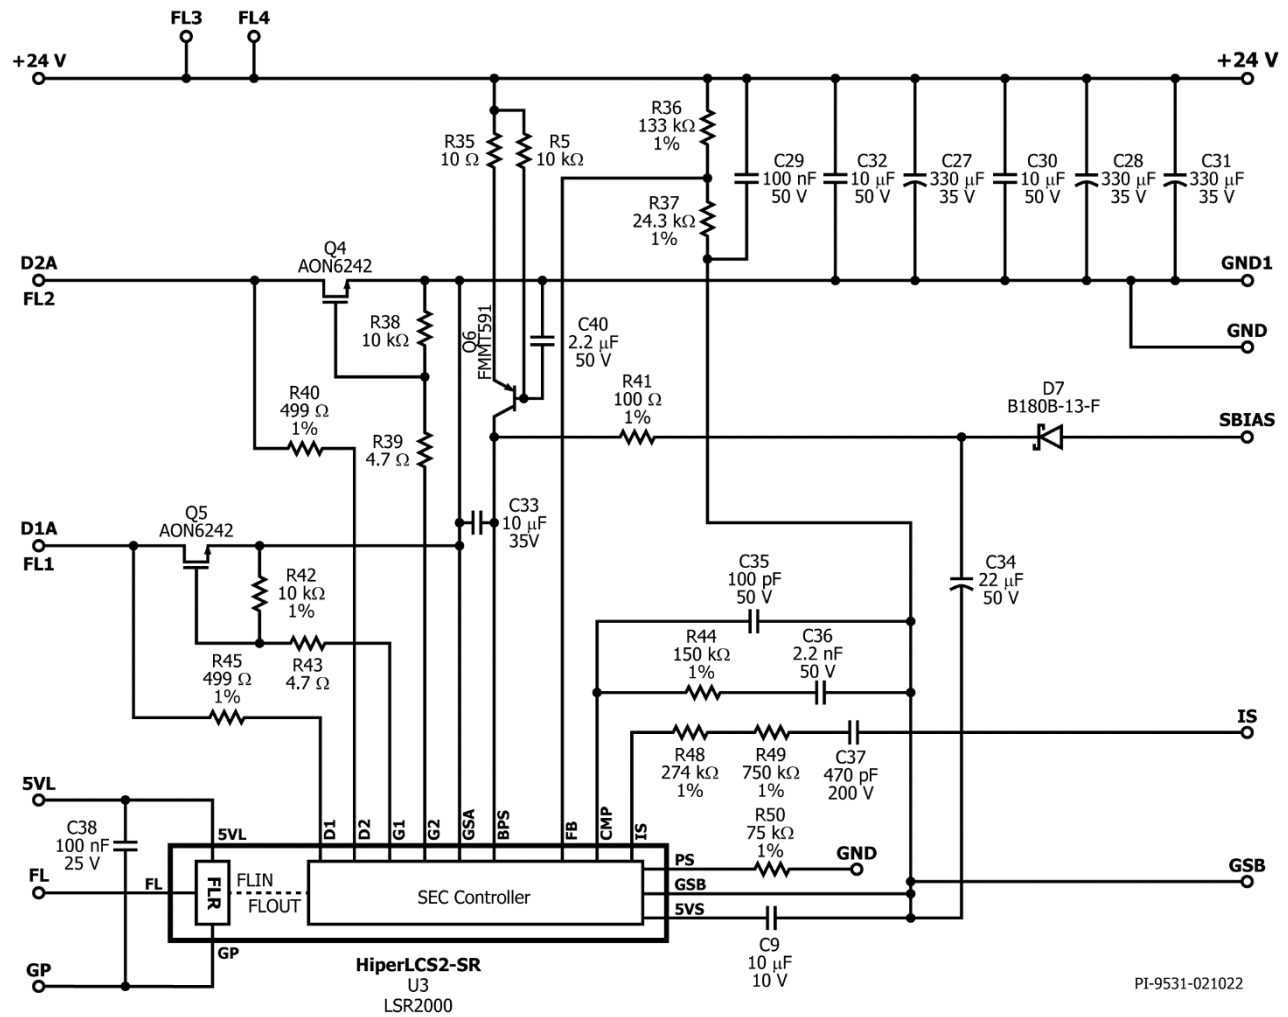 FL3
FL4
+24 V
+24 V
R36
133 kΩ
1%
R35
10 Ω
R5
10 kΩ
C29
100 nF
50 V
C32
10 µF
50 V
C27
330 µF
35 V
C30
10 µF
50 V
C28
330 µF
35 V
C31
330 µF
35 V
R37
24.3 kΩ
1%
D2A
FL2
Q4
AON6242
GND1
GND
R38
10 kΩ
Q6
FMMT591
C40
2.2 µF
50 V
R40
499 Ω
1%
R41
100 Ω
1%
D7
B180B-13-F
SBIAS
R39
4.7 Ω
Q5
AON6242
D1A
FL1
C33
10 µF
35V
C35
100 pF
50 V
C34
22 µF
50 V
R42
10 kΩ
1%
R45
499 Ω
1%
R43
4.7 Ω
R44
150 kΩ
1%
C36
2.2 nF
50 V
IS
R48
274 kΩ
1%
R49
750 kΩ
1%
C37
470 pF
200 V
5VL
C38
100 nF
25 V
5VL
D1
D2
G1
G2
GSA
BPS
FB
CMP
IS
R50
75 kΩ
1%
PS
GND
FL
FL
FLR
FLIN
FLOUT
SEC Controller
GSB
GSB
5VS
C9
10 µF
10 V
GP
GP
HiperLCS2-SR
U3
LSR2000
PI-9531-021022